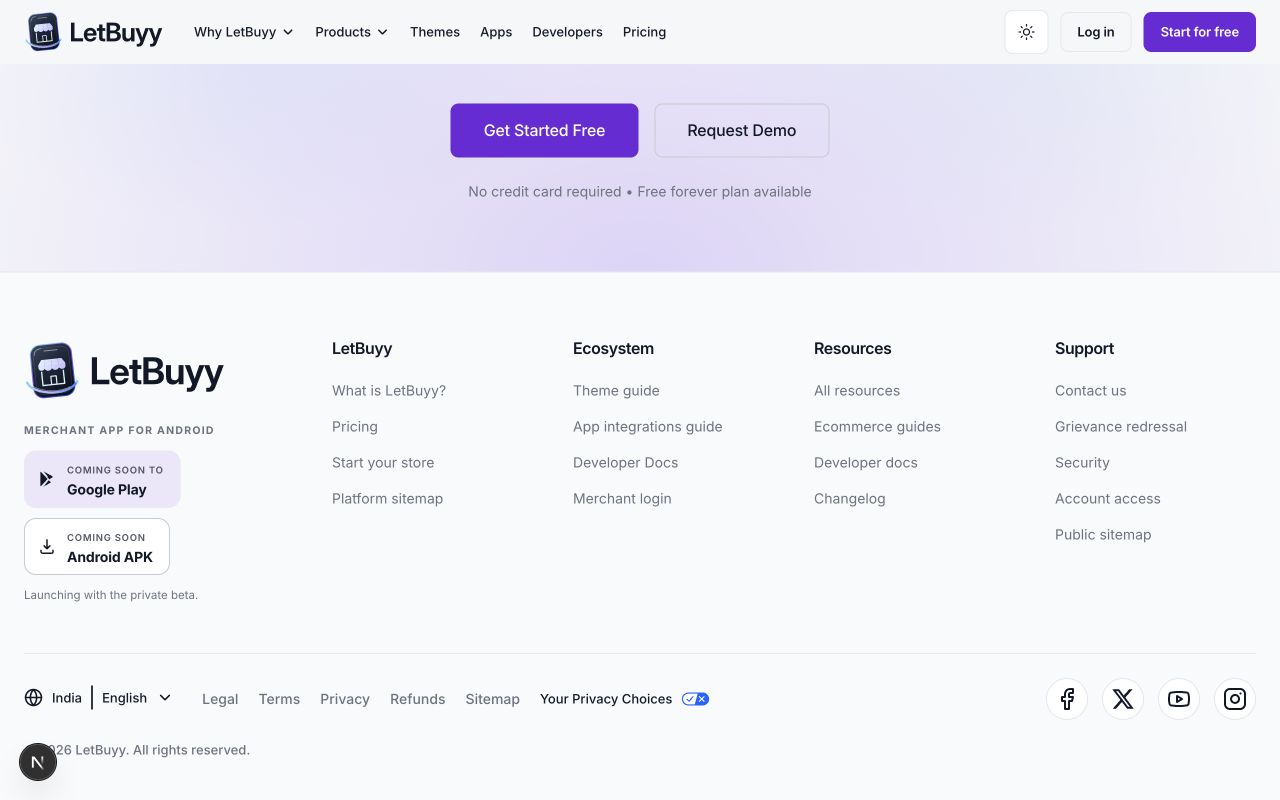 LetBuyy
Why LetBuyy
Products
Themes
Apps
Developers
Pricing
Log in
Start for free
Get Started Free
Request Demo
No credit card required • Free forever plan available
LetBuyy
MERCHANT APP FOR ANDROID
COMING SOON TO
Google Play
COMING SOON
Android APK
Launching with the private beta.
LetBuyy
What is LetBuyy?
Pricing
Start your store
Platform sitemap
Ecosystem
Theme guide
App integrations guide
Developer Docs
Merchant login
Resources
All resources
Ecommerce guides
Developer docs
Changelog
Support
Contact us
Grievance redressal
Security
Account access
Public sitemap
India
English
Legal
Terms
Privacy
Refunds
Sitemap
Your Privacy Choices
26 LetBuyy. All rights reserved.
N